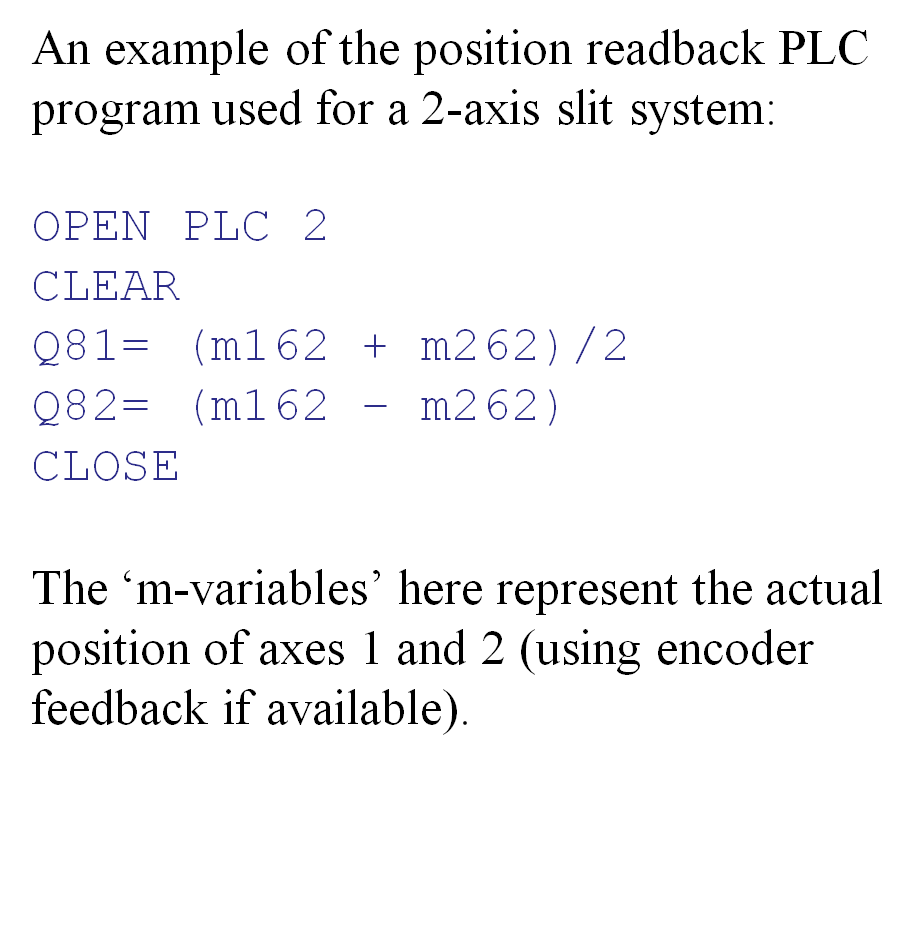 An example of the position readback PLC
program used for a 2-axis slit system:
OPEN PLC 2
CLEAR
Q81= (m162 + m262)/2
Q82= (m162 - m262)
CLOSE
The ‘m-variables’ here represent the actual
position of axes 1 and 2 (using encoder
feedback if available).